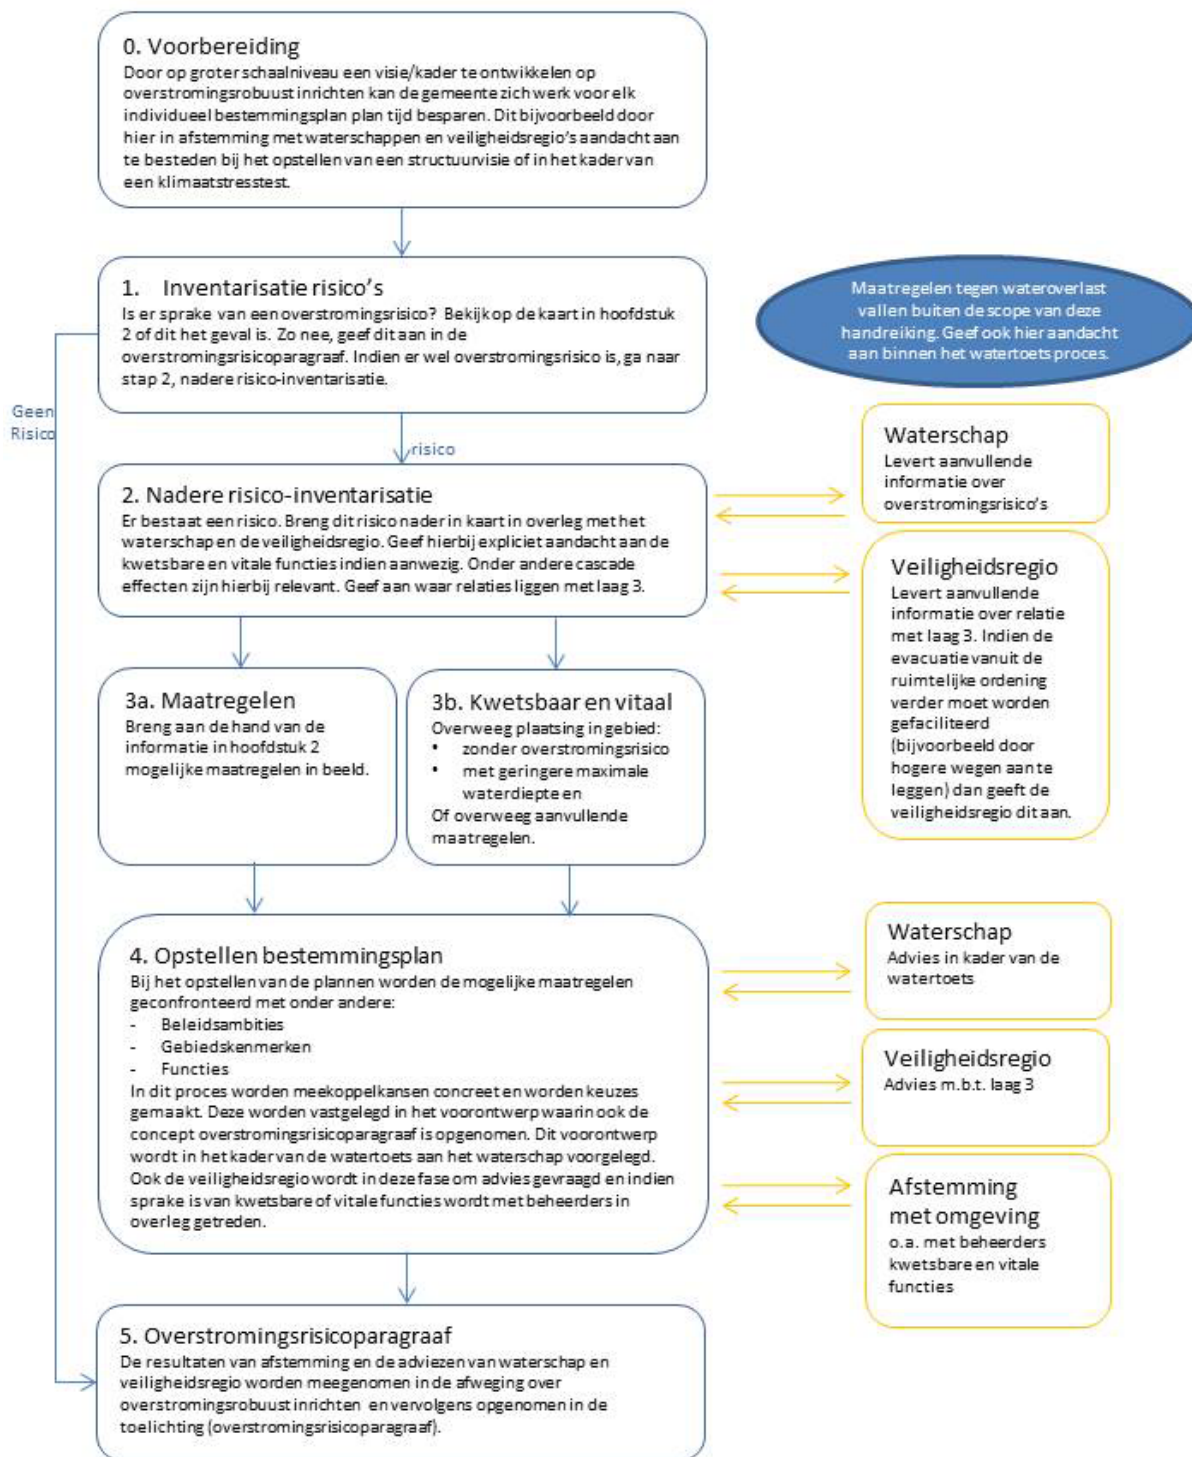 0. Voorbereiding
Door op groter schaalniveau een visie/kader te ontwikkelen op
overstromingsrobuust inrichten kan de gemeente zich werk voor elk
individueel bestemmingsplan plan tijd besparen. Dit bijvoorbeeld door
hier in afstemming met waterschappen en veiligheidsregio's aandacht aan
te besteden bij het opstellen van een structuurvisie of in het kader van
een klimaatstresstest.
1. Inventarisatie risico's
Is er sprake van een overstromingsrisico? Bekijk op de kaart in hoofdstuk
2 of dit het geval is. Zo nee, geef dit aan in de
overstromingsrisicoparagraaf. Indien er wel overstromingsrisico is, ga naar
stap 2, nadere risico-inventarisatie.
Maatregelen tegen wateroverlast
vallen buiten de scope van deze
handreiking. Geef ook hier aandacht
aan binnen het watertoets proces.
Geen
Risico
risico
2. Nadere risico-inventarisatie
Er bestaat een risico. Breng dit risico nader in kaart in overleg met het
waterschap en de veiligheidsregio. Geef hierbij expliciet aandacht aan de
kwetsbare en vitale functies indien aanwezig. Onder andere cascade
effecten zijn hierbij relevant. Geef aan waar relaties liggen met laag 3.
Waterschap
Levert aanvullende
informatie over
overstromingsrisico's
Veiligheidsregio
Levert aanvullende
informatie over relatie
met laag 3. Indien de
evacuatie vanuit de
ruimtelijke ordening
verder moet worden
gefaciliteerd
(bijvoorbeeld door
hogere wegen aan te
leggen) dan geeft de
veiligheidsregio dit aan.
3a. Maatregelen
Breng aan de hand van de
informatie in hoofdstuk 2
mogelijke maatregelen in beeld.
3b. Kwetsbaar en vitaal
Overweeg plaatsing in gebied:
• zonder overstromingsrisico
• met geringere maximale
waterdiepte en
Of overweeg aanvullende
maatregelen.
4. Opstellen bestemmingsplan
Bij het opstellen van de plannen worden de mogelijke maatregelen
geconfronteerd met onder andere:
- Beleidsambities
- Gebiedskenmerken
- Functies
In dit proces worden meekoppelkansen concreet en worden keuzes
gemaakt. Deze worden vastgelegd in het voorontwerp waarin ook de
concept overstromingsrisicoparagraaf is opgenomen. Dit voorontwerp
wordt in het kader van de watertoets aan het waterschap voorgelegd.
Ook de veiligheidsregio wordt in deze fase om advies gevraagd en indien
sprake is van kwetsbare of vitale functies wordt met beheerders in
overleg getreden.
Waterschap
Advies in kader van de
watertoets
Veiligheidsregio
Advies m.b.t. laag 3
Afstemming
met omgeving
o.a. met beheerders
kwetsbare en vitale
functies
5. Overstromingsrisicoparagraaf
De resultaten van afstemming en de adviezen van waterschap en
veiligheidsregio worden meegenomen in de afweging over
overstromingsrobuust inrichten en vervolgens opgenomen in de
toelichting (overstromingsrisicoparagraaf).